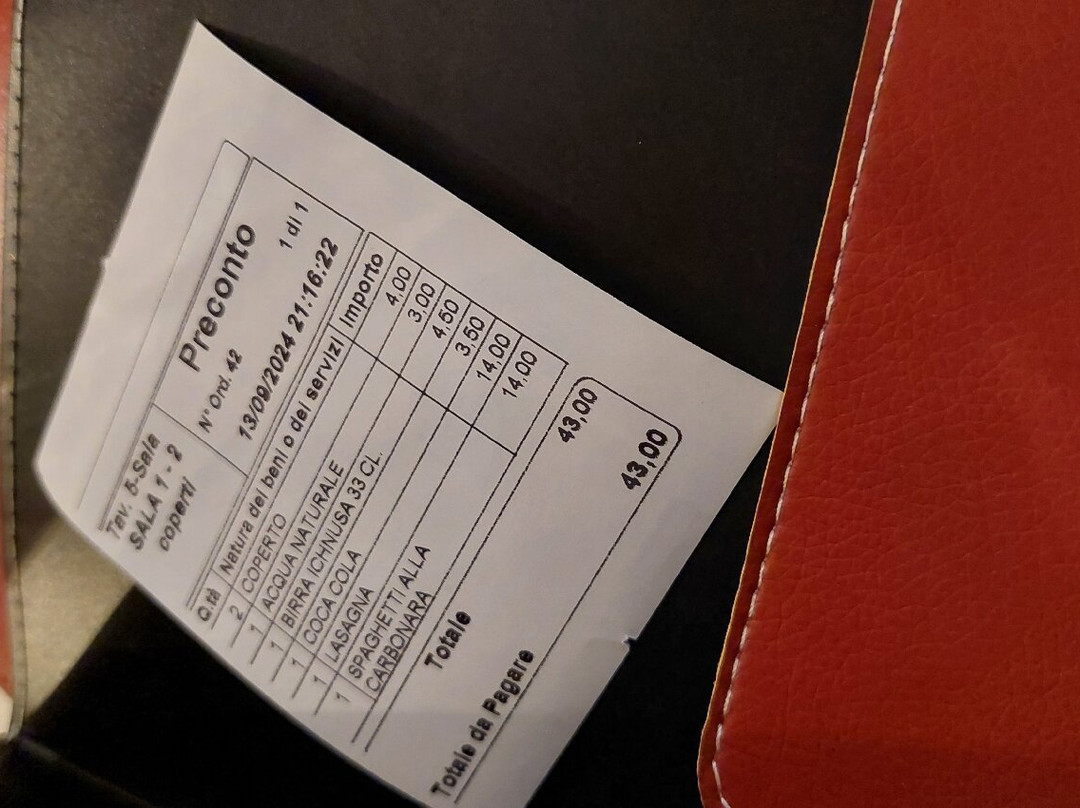 Preconto
Tav. 5-Sala
SALA 1 - 2
coperti
N° Ord. 42
1 di 1
13/09/2024 21:16:22
Q.tà Natura dei beni o dei servizi Importo
2 COPERTO 4,00
1 ACQUA NATURALE 3,00
1 BIRRA ICHNUSA 33 CL. 4,50
1 COCA COLA 3,50
1 LASAGNA 14,00
1 SPAGHETTI ALLA 14,00
CARBONARA
Totale 43,00
Totale da Pagare 43,00